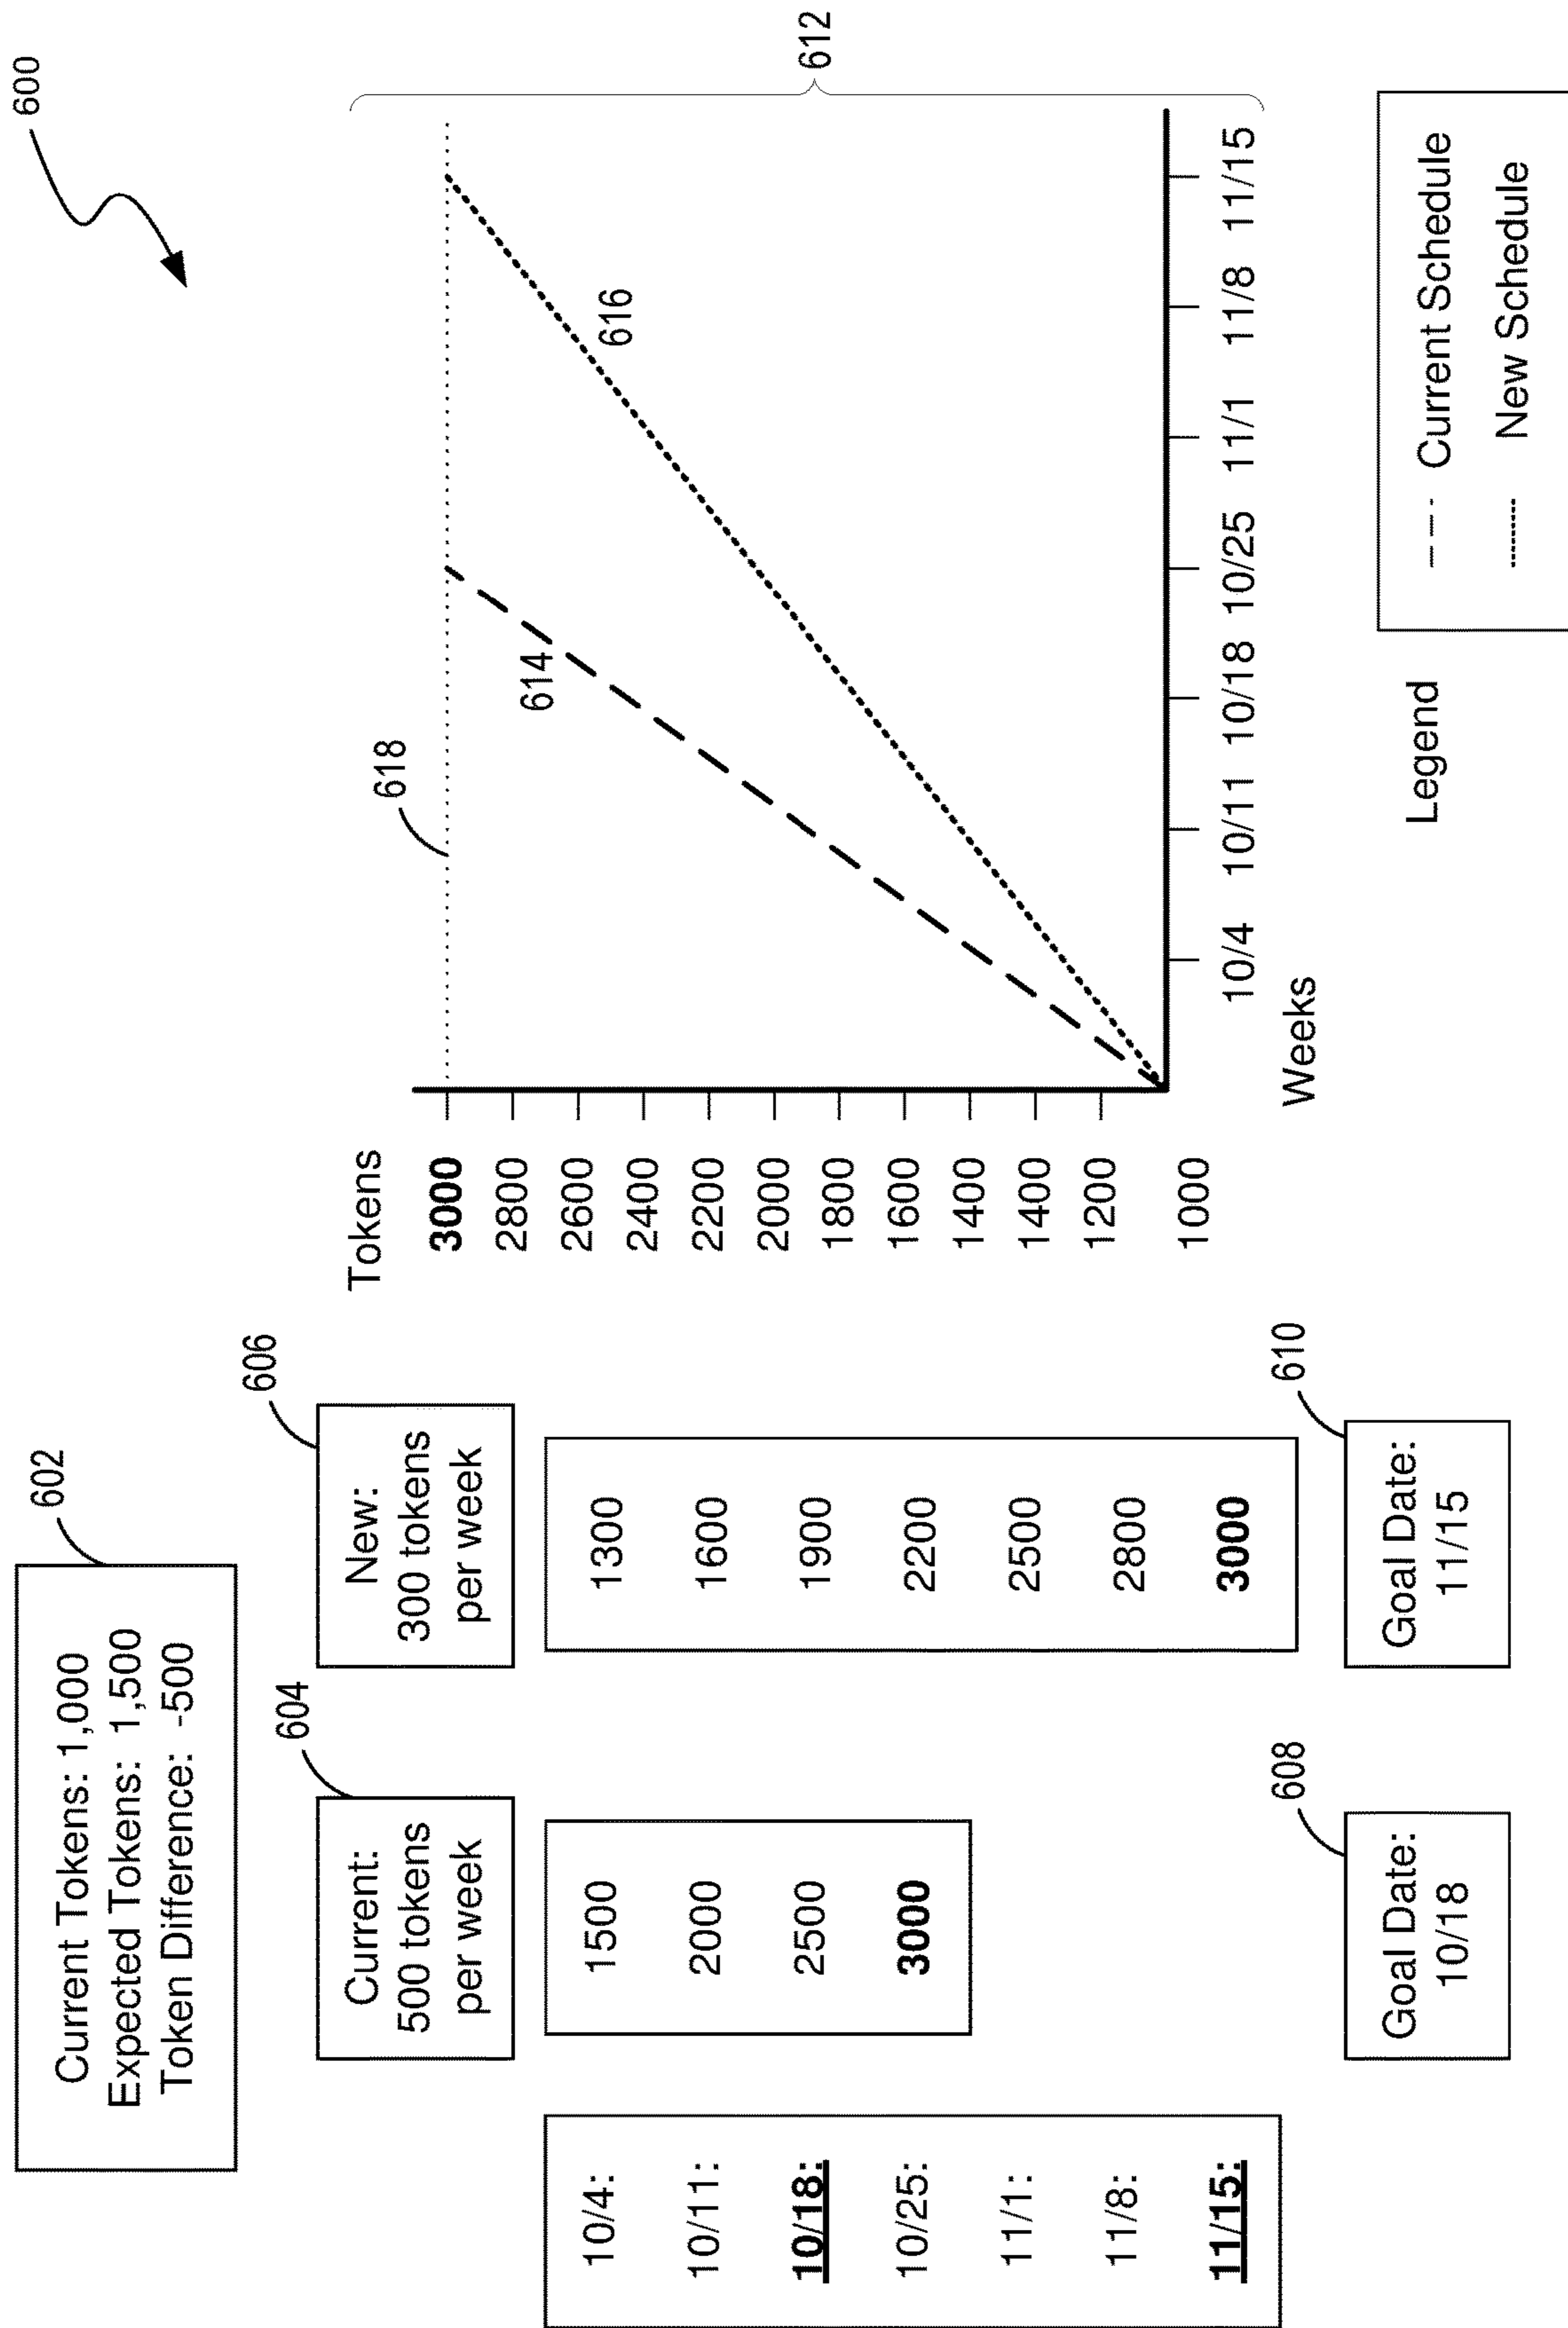 600
602
Current Tokens: 1,000
Expected Tokens: 1,500
Token Difference: -500
604
Current:
500 tokens
per week
606
New:
300 tokens
per week
10/4:
10/11:
10/18:
10/25:
11/1:
11/8:
11/15:
1500
2000
2500
3000
1300
1600
1900
2200
2500
2800
3000
608
Goal Date:
10/18
610
Goal Date:
11/15
Tokens
3000
2800
2600
2400
2200
2000
1800
1600
1400
1400
1200
1000
618
614
616
612
10/4 10/11 10/18 10/25 11/1 11/8 11/15
Weeks
Legend
Current Schedule
New Schedule